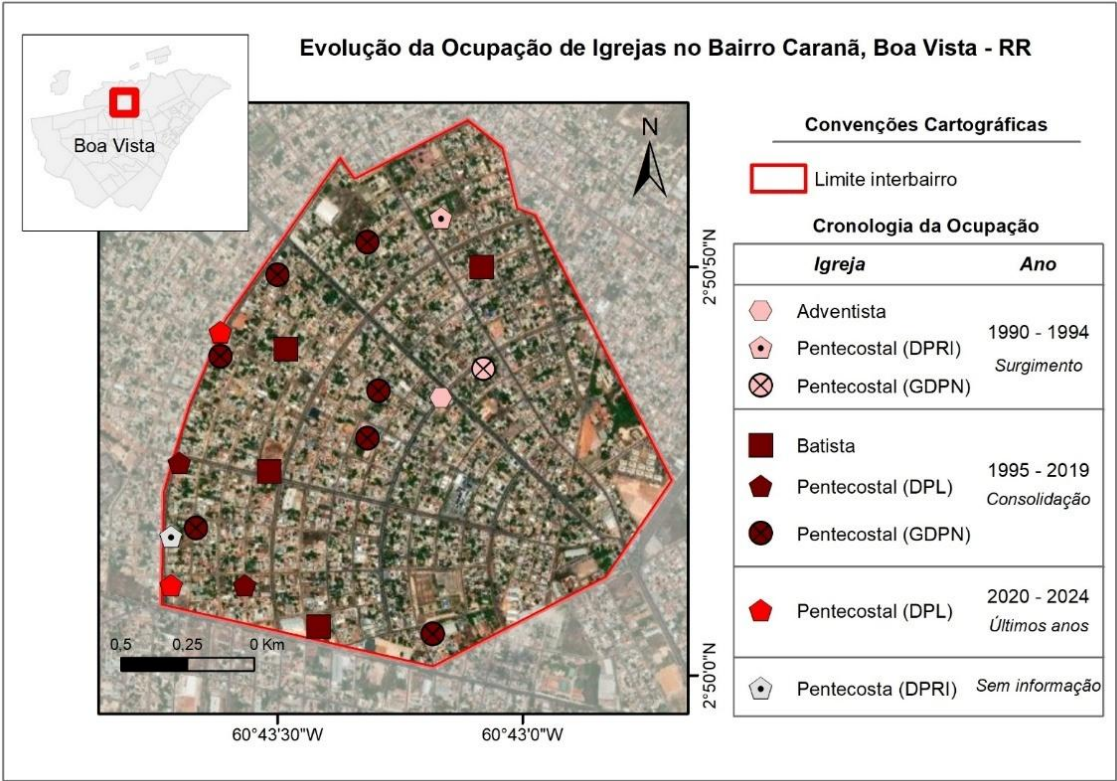 Evolução da Ocupação de Igrejas no Bairro Caranã, Boa Vista - RR
Boa Vista
N
2°50'50"N
2°50'0"N
60°43'30"W
60°43'0"W
0,5 0,25 0 Km
Convenções Cartográficas
Limite interbairro
Cronologia da Ocupação
Igreja Ano
Adventista
Pentecostal (DPRI)
Pentecostal (GDPN)
1990 - 1994
Surgimento
Batista
Pentecostal (DPL)
Pentecostal (GDPN)
1995 - 2019
Consolidação
Pentecostal (DPL)
2020 - 2024
Últimos anos
Pentecosta (DPRI) Sem informação